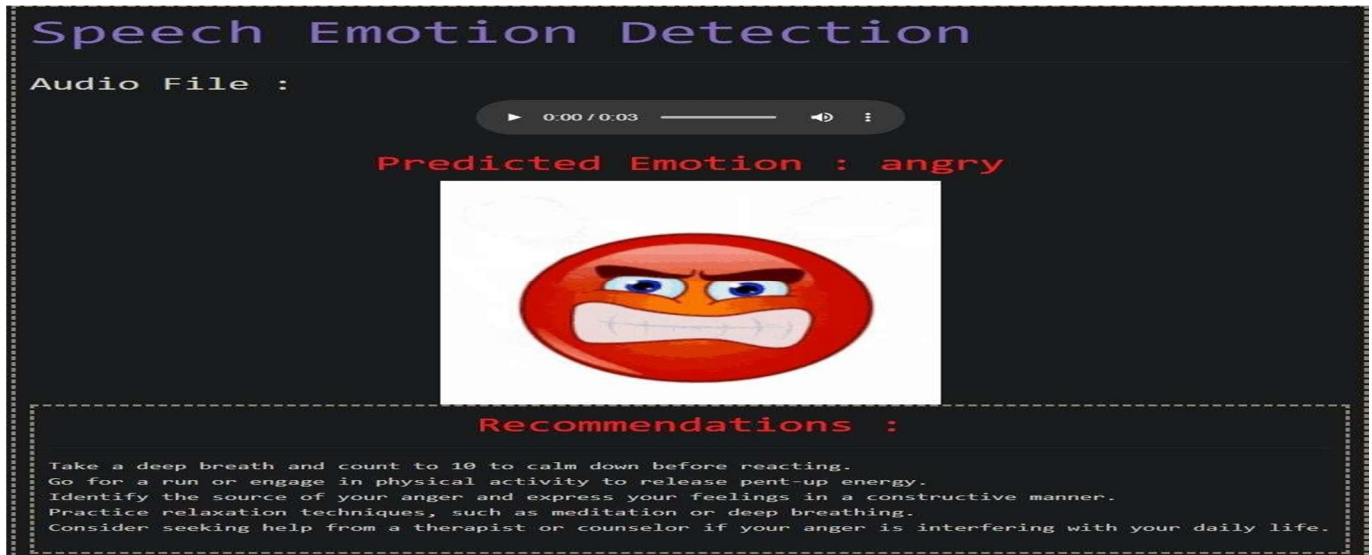 Speech Emotion Detection
Audio File :
0:00 / 0:03
Predicted Emotion : angry
Recommendations :
Take a deep breath and count to 10 to calm down before reacting.
Go for a run or engage in physical activity to release pent-up energy.
Identify the source of your anger and express your feelings in a constructive manner.
Practice relaxation techniques, such as meditation or deep breathing.
Consider seeking help from a therapist or counselor if your anger is interfering with your daily life.